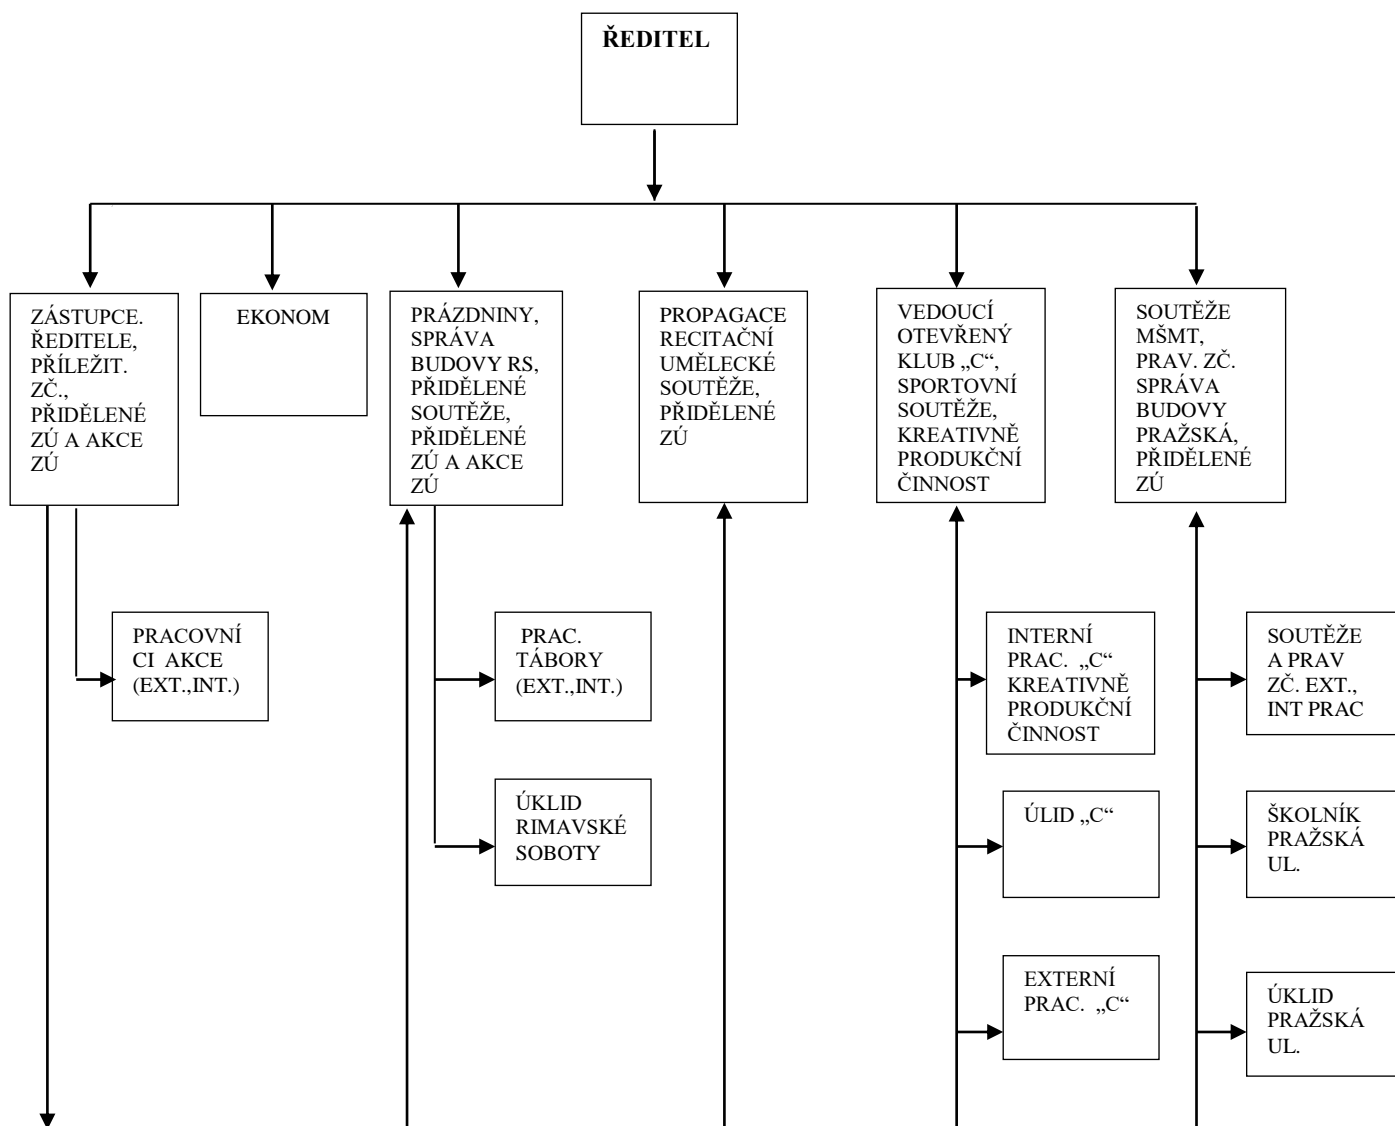 ŘEDITEL
ZÁSTUPCE.
ŘEDITELE,
PŘÍLEŽIT.
ZČ.,
PŘIDĚLENÉ
ZÚ A AKCE
ZÚ
EKONOM
PRÁZDNINY,
SPRÁVA
BUDOVY RS,
PŘIDĚLENÉ
SOUTĚŽE,
PŘIDĚLENÉ
ZÚ A AKCE
ZÚ
PROPAGACE
RECITAČNÍ
UMĚLECKÉ
SOUTĚŽE,
PŘIDĚLENÉ
ZÚ
VEDOUCÍ
OTEVŘENÝ
KLUB „C“,
SPORTOVNÍ
SOUTĚŽE,
KREATIVNĚ
PRODUKČNÍ
ČINNOST
SOUTĚŽE
MŠMT,
PRAV. ZČ.
SPRÁVA
BUDOVY
PRAŽSKÁ,
PŘIDĚLENÉ
ZÚ
PRACOVNÍ
CI AKCE
(EXT.,INT.)
PRAC.
TÁBORY
(EXT.,INT.)
INTERNÍ
PRAC. „C“
KREATIVNĚ
PRODUKČNÍ
ČINNOST
SOUTĚŽE
A PRAV
ZČ. EXT.,
INT PRAC
ÚKLID
RIMAVSKÉ
SOBOTY
ÚLID „C“
ŠKOLNÍK
PRAŽSKÁ
UL.
EXTERNÍ
PRAC. „C“
ÚKLID
PRAŽSKÁ
UL.